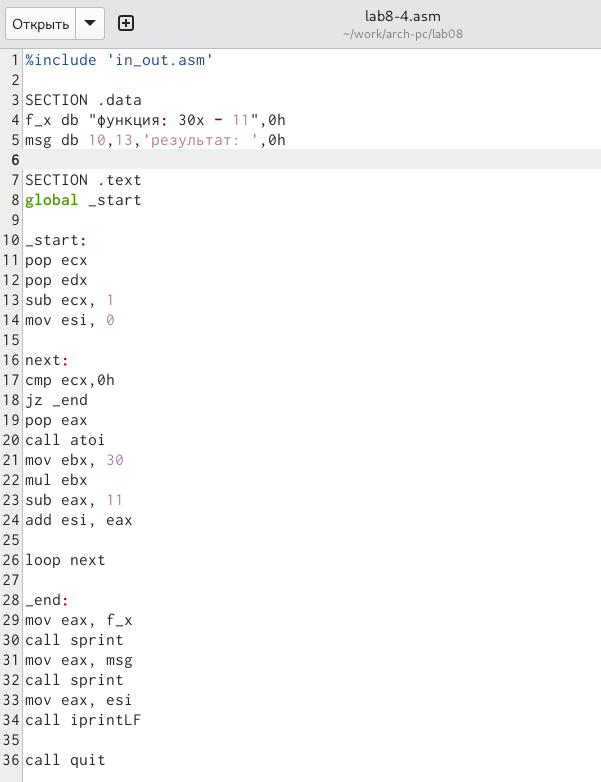 Открыть
lab8-4.asm
~/work/arch-pc/lab08
1 %include 'in_out.asm'
2
3 SECTION .data
4 f_x db "функция: 30x - 11",0h
5 msg db 10,13,'результат: ',0h
6
7 SECTION .text
8 global _start
9
10 _start:
11 pop ecx
12 pop edx
13 sub ecx, 1
14 mov esi, 0
15
16 next:
17 cmp ecx,0h
18 jz _end
19 pop eax
20 call atoi
21 mov ebx, 30
22 mul ebx
23 sub eax, 11
24 add esi, eax
25
26 loop next
27
28 _end:
29 mov eax, f_x
30 call sprint
31 mov eax, msg
32 call sprint
33 mov eax, esi
34 call iprintLF
35
36 call quit